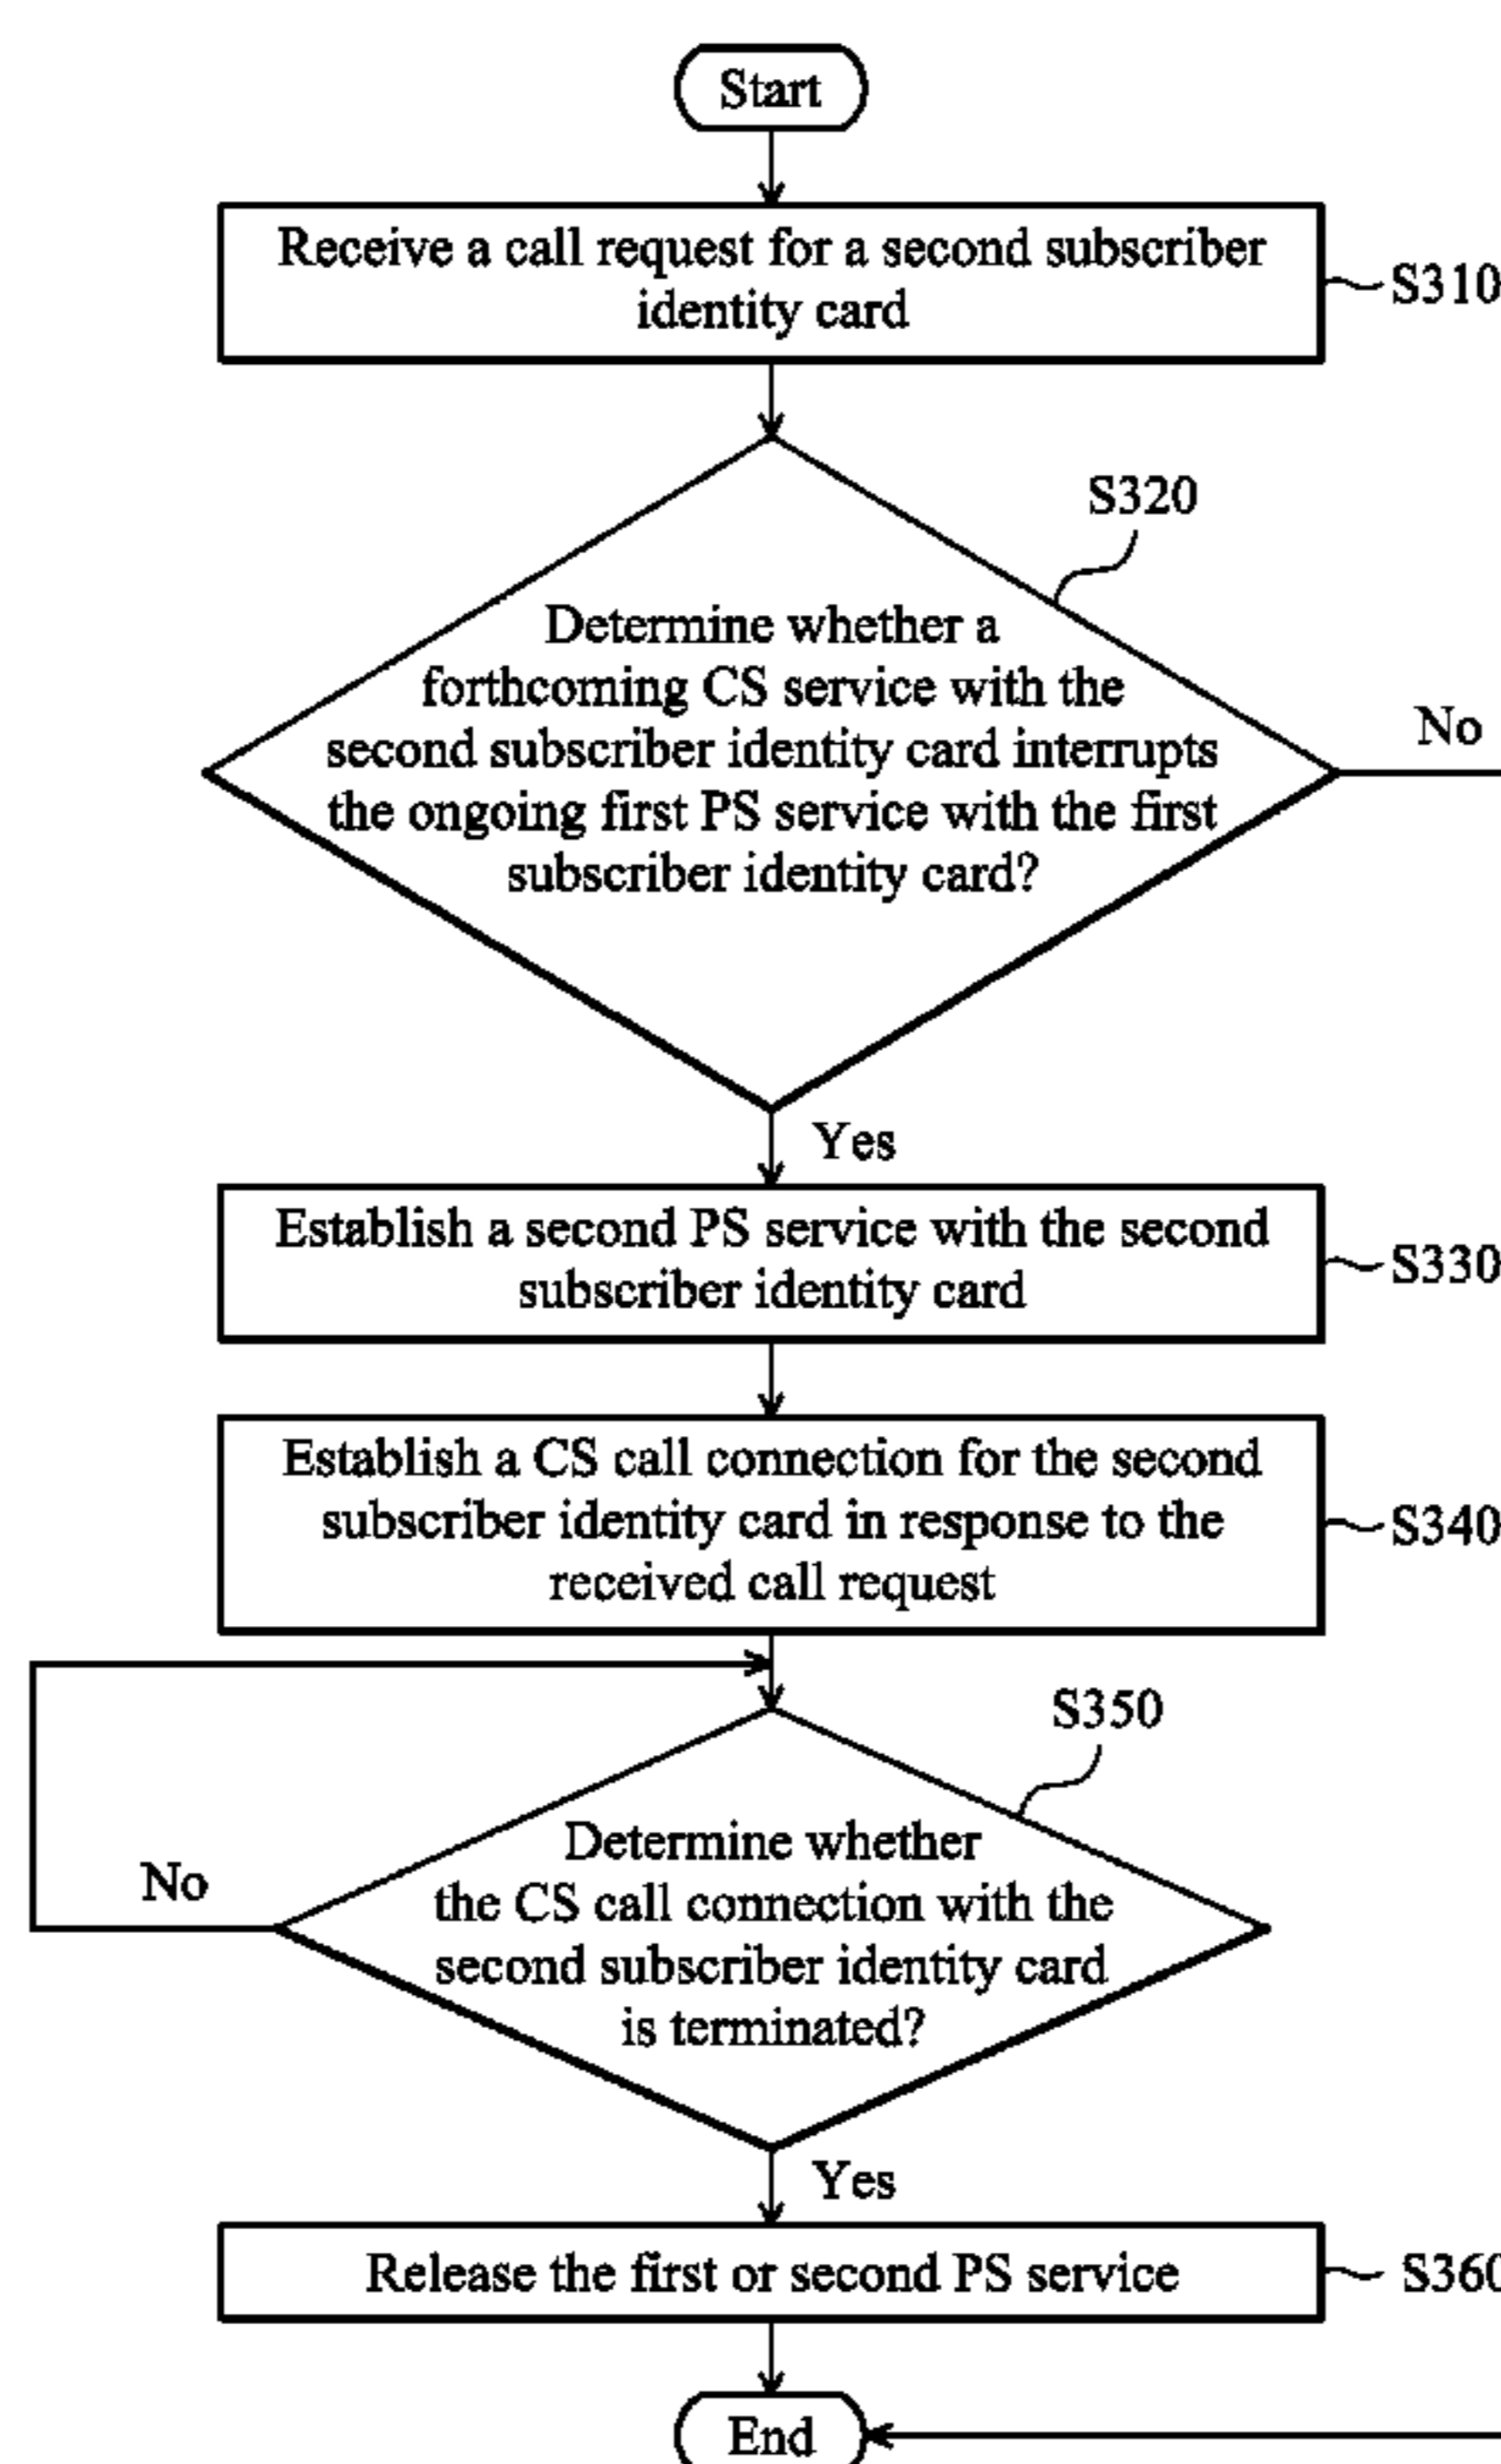 Start
Receive a call request for a second subscriber
identity card
S310
S320
Determine whether a
forthcoming CS service with the
second subscriber identity card interrupts
the ongoing first PS service with the first
subscriber identity card?
No
Yes
Establish a second PS service with the second
subscriber identity card
S330
Establish a CS call connection for the second
subscriber identity card in response to the
received call request
S340
S350
Determine whether
the CS call connection with the
second subscriber identity card
is terminated?
No
Yes
Release the first or second PS service
S360
End